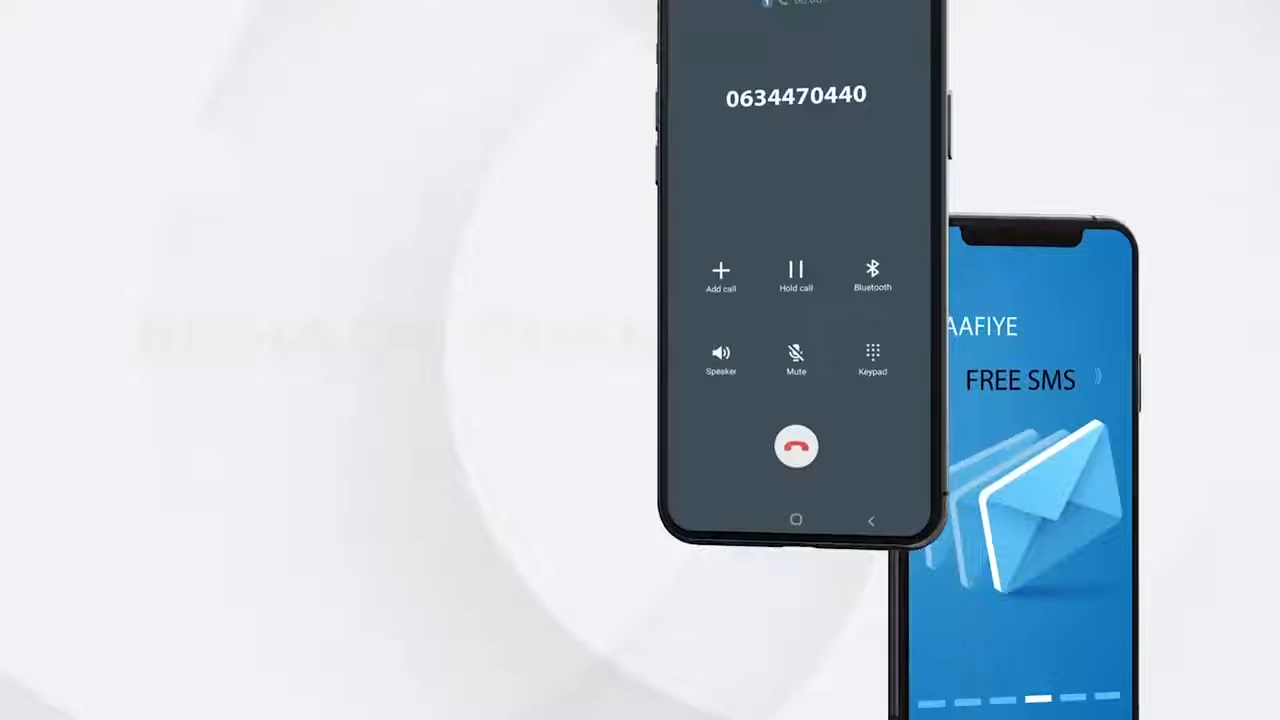 0634470440
Add call
Hold call
Bluetooth
Speaker
Mute
Keypad
AAFIYE
FREE SMS